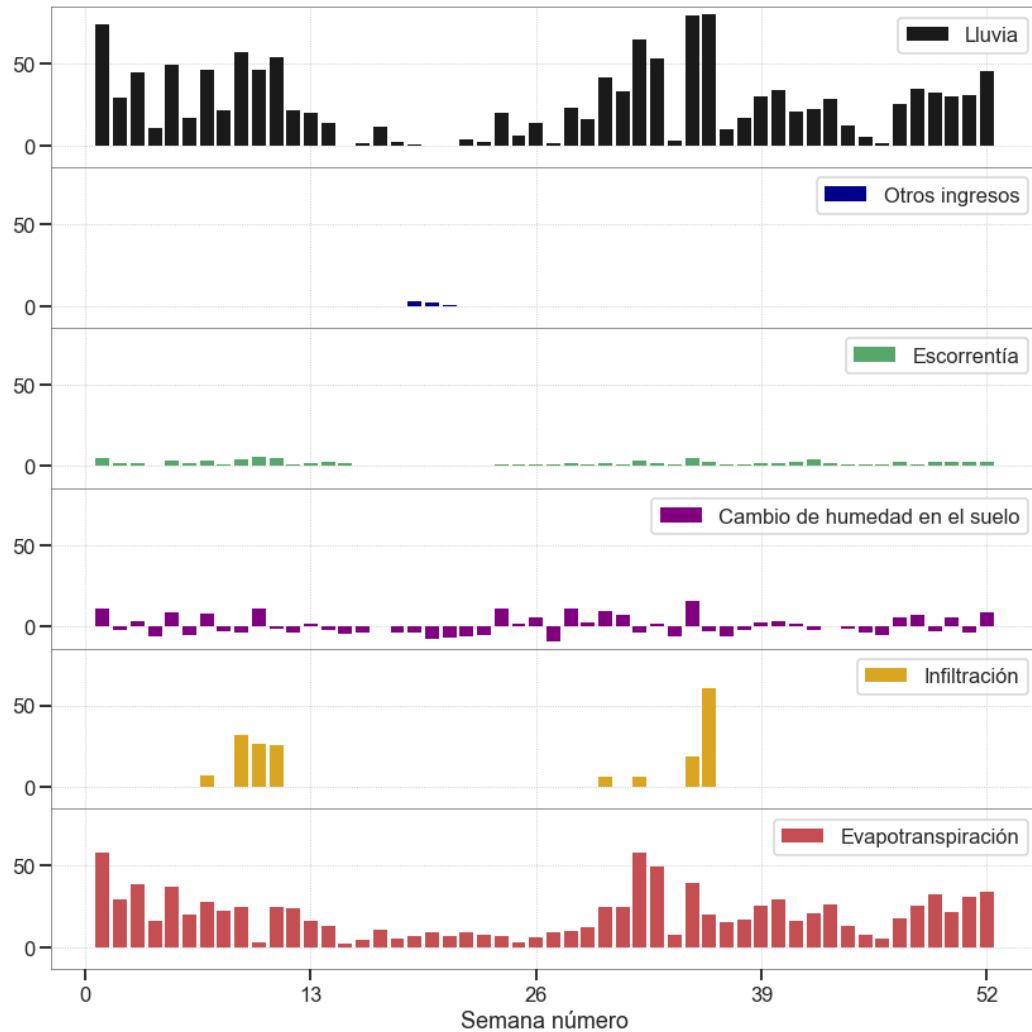 Lluvia
50
0
Otros ingresos
50
0
Escorrentía
50
0
Cambio de humedad en el suelo
50
0
Infiltración
50
0
Evapotranspiración
50
0
0 13 26 39 52
Semana número